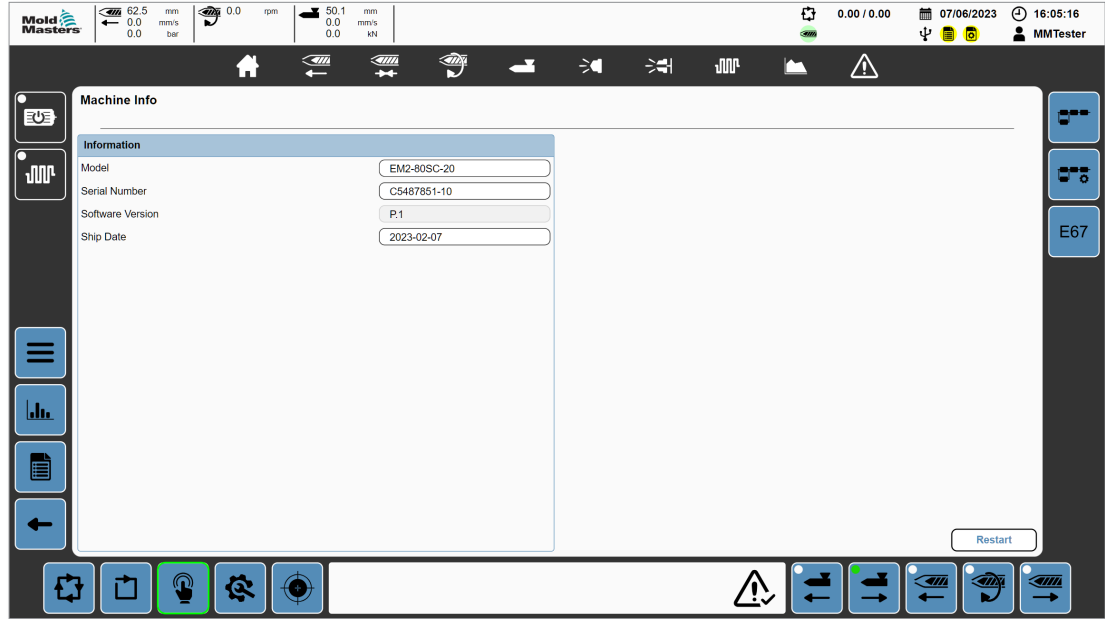 Mold
Masters
62.5 mm
0.0 mm/s
0.0 bar
0.0 rpm
50.1 mm
0.0 mm/s
0.0 kN
0.00 / 0.00
07/06/2023
16:05:16
MMTester
Machine Info
Information
Model EM2-80SC-20
Serial Number C5487851-10
Software Version P.1
Ship Date 2023-02-07
E67
Restart